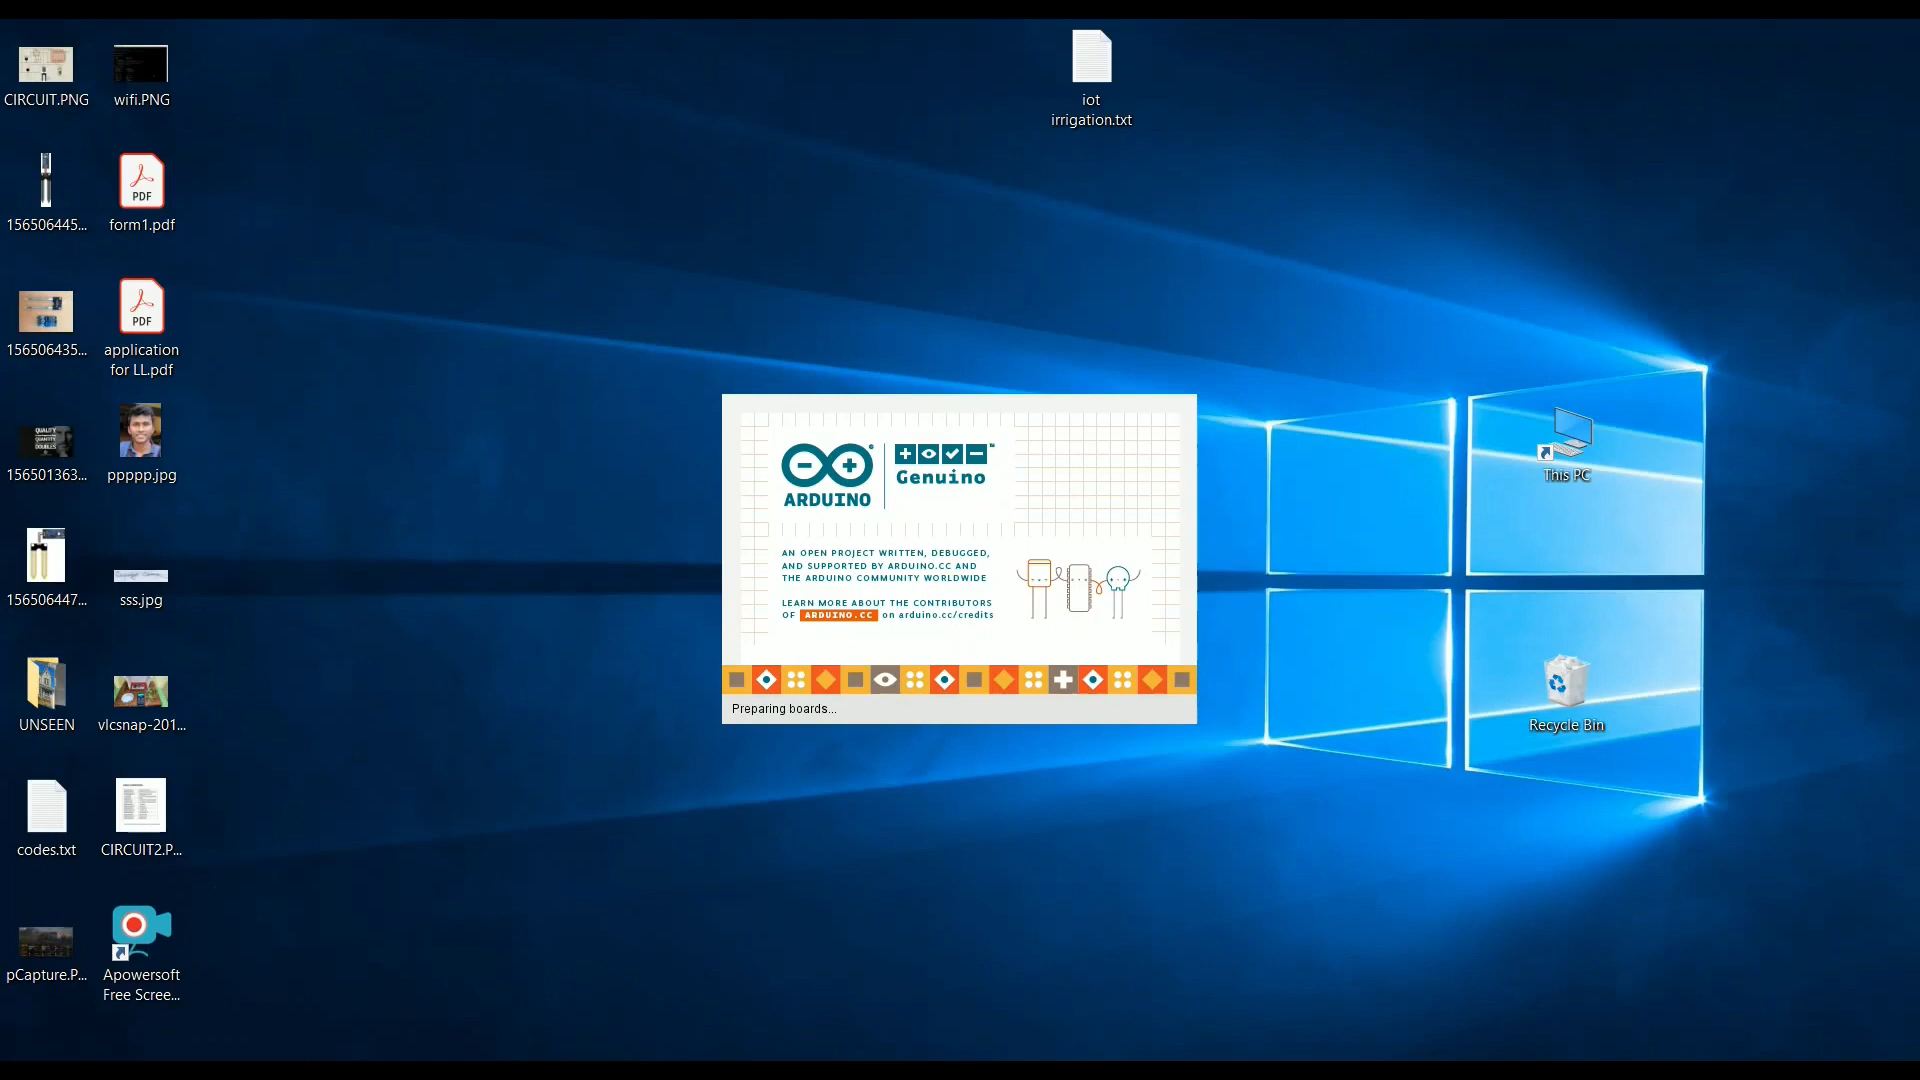 CIRCUIT.PNG
wifi.PNG
156506445...
form1.pdf
156506435...
application
for LL.pdf
156501363...
ppppp.jpg
156506447...
sss.jpg
UNSEEN
vlcsnap-201...
codes.txt
CIRCUIT2.P...
pCapture.P...
Apowersoft
Free Scree...
iot
irrigation.txt
ARDUINO
Genuino
AN OPEN PROJECT WRITTEN, DEBUGGED,
AND SUPPORTED BY ARDUINO.CC AND
THE ARDUINO COMMUNITY WORLDWIDE
LEARN MORE ABOUT THE CONTRIBUTORS
OF ARDUINO.CC on arduino.cc/credits
Preparing boards...
This PC
Recycle Bin
PDF
PDF
QUALITY
QUANTITY
DOUBLES